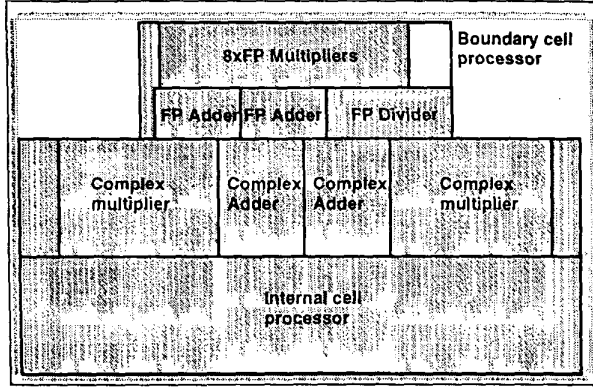 8xFP Multipliers
Boundary cell
processor
FP Adder
FP Adder
FP Divider
Complex
multiplier
Complex
Adder
Complex
Adder
Complex
multiplier
Internal cell
processor